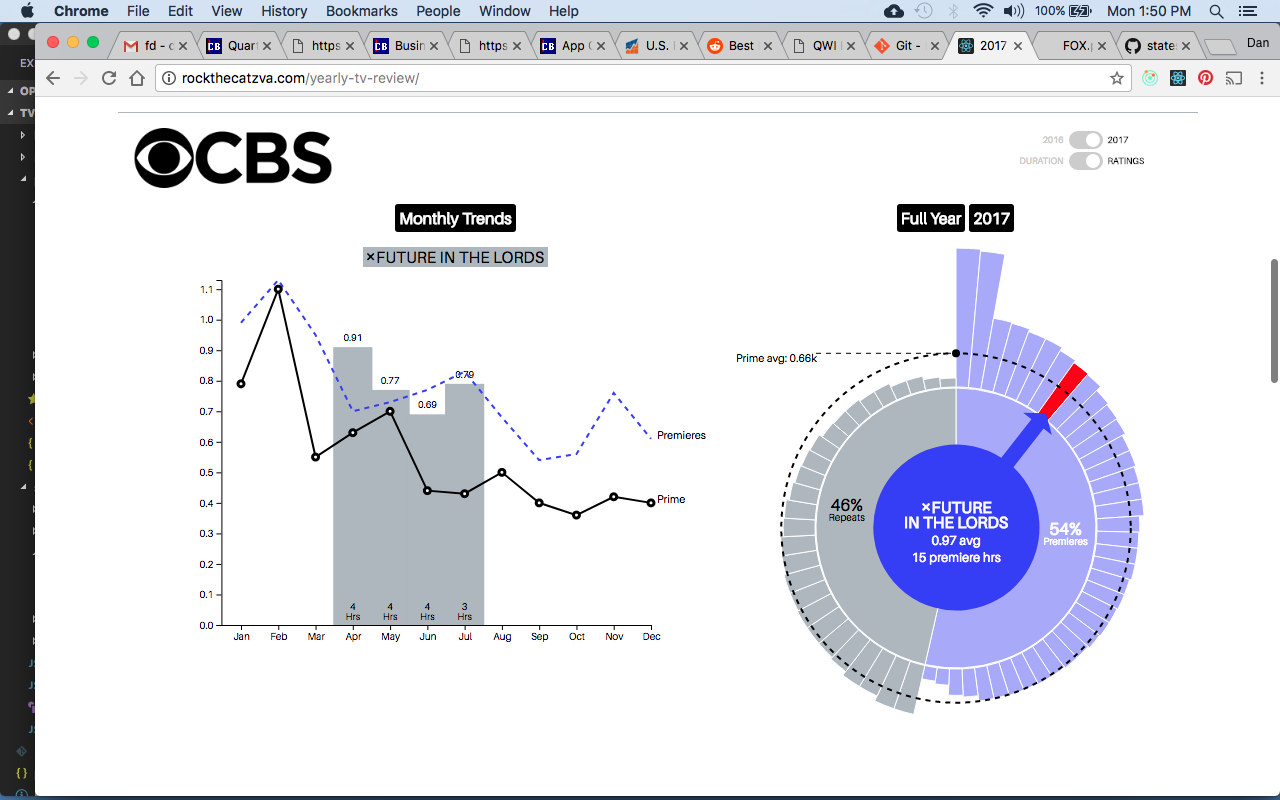 Chrome File Edit View History Bookmarks People Window Help
100% Mon 1:50 PM
fd - c
Quart
https
Busin
https
App
U.S.
Best
QWI
Git -
2017
FOX.
state
Dan
EX
OP
TV
rockthecatzva.com/yearly-tv-review/
CBS
2016 2017
DURATION RATINGS
Monthly Trends
×FUTURE IN THE LORDS
1.1
1.0
0.9
0.8
0.7
0.6
0.5
0.4
0.3
0.2
0.1
0.0
0.91
0.77
0.69
0.79
Premieres
Prime
4 4 4 3
Hrs Hrs Hrs Hrs
Jan Feb Mar Apr May Jun Jul Aug Sep Oct Nov Dec
Full Year 2017
Prime avg: 0.66k
46%
Repeats
×FUTURE
IN THE LORDS
0.97 avg
15 premiere hrs
54%
Premieres
JS
JS
JS
{}